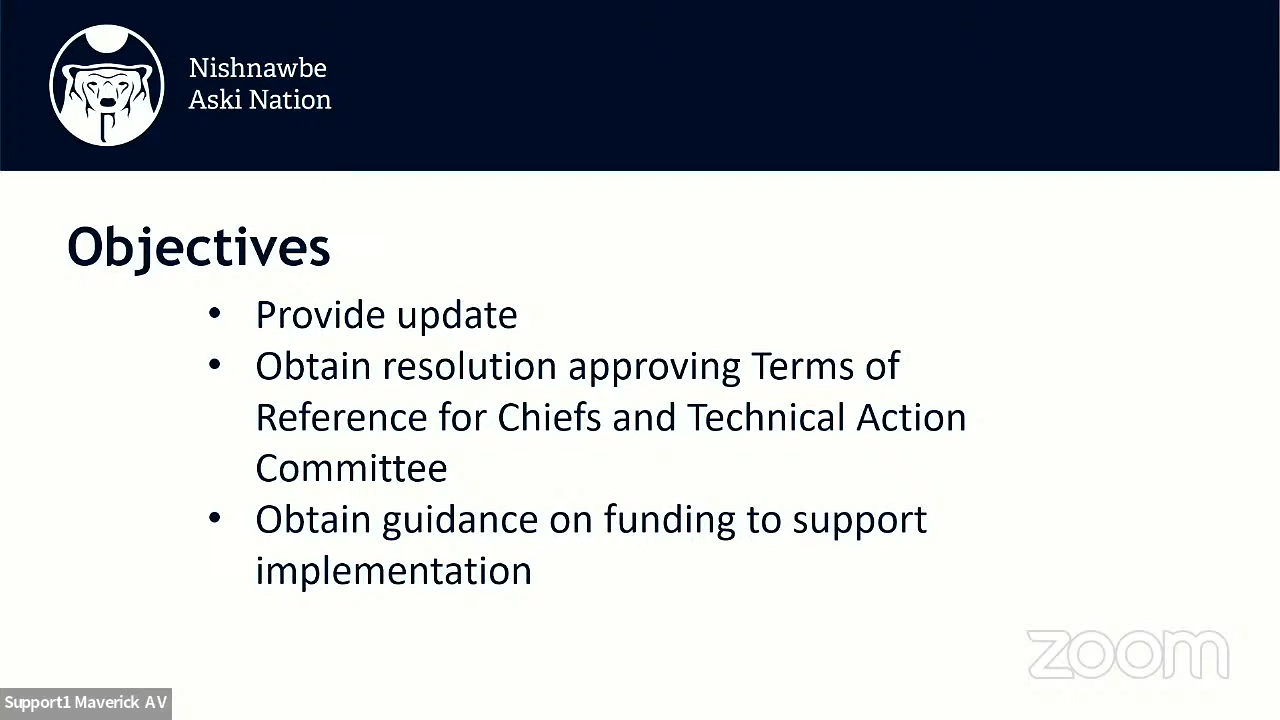 Nishnawbe
Aski Nation
Objectives
• Provide update
• Obtain resolution approving Terms of
Reference for Chiefs and Technical Action
Committee
• Obtain guidance on funding to support
implementation
zoom
Support1 Maverick AV